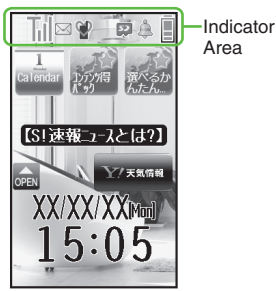 Indicator
Area
1
Calendar
コンテンツ得
パック
選べるか
んたん…
【S!速報ニュースとは?】
OPEN
Y! 天気情報
XX/XX/XX[Mon]
15:05